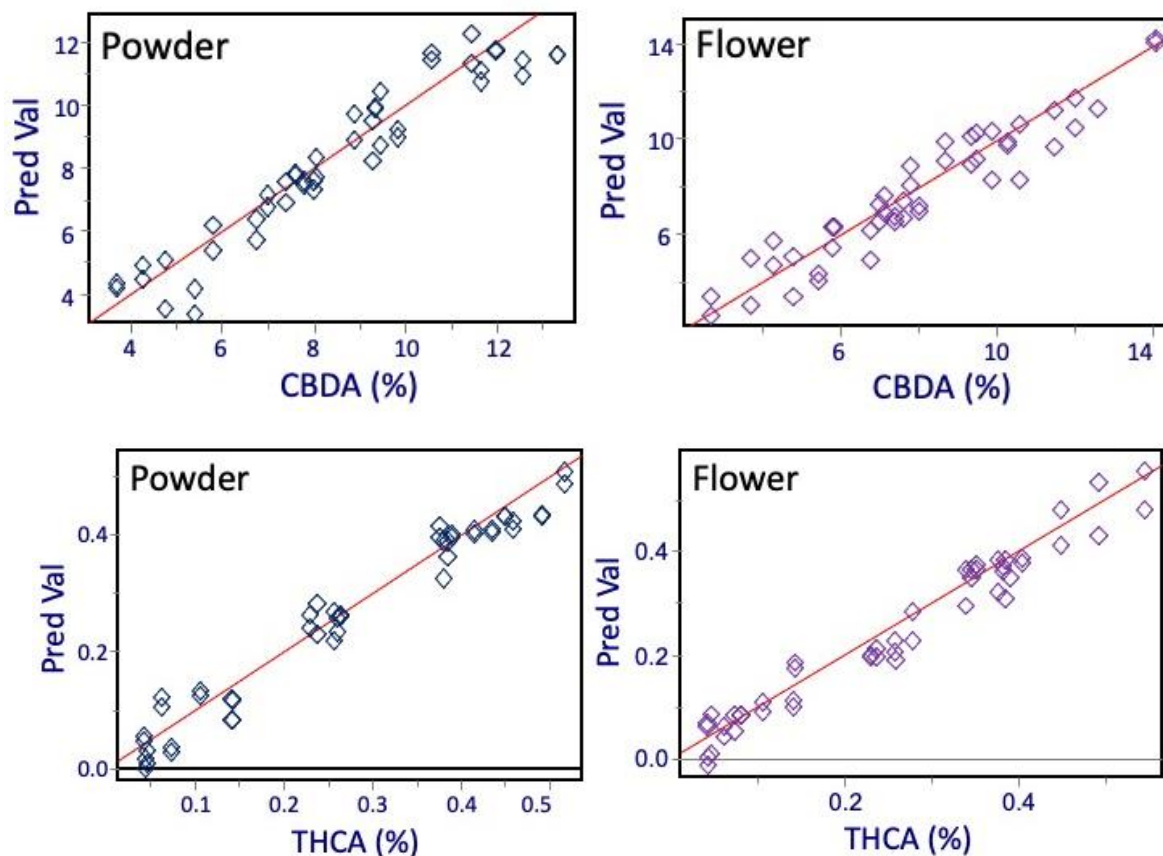 Powder
Pred Val
12
10
8
6
4
4 6 8 10 12
CBDA (%)
Flower
Pred Val
14
10
6
6 10 14
CBDA (%)
Powder
Pred Val
0.4
0.2
0.0
0.1 0.2 0.3 0.4 0.5
THCA (%)
Flower
Pred Val
0.4
0.2
0.0
0.2 0.4
THCA (%)